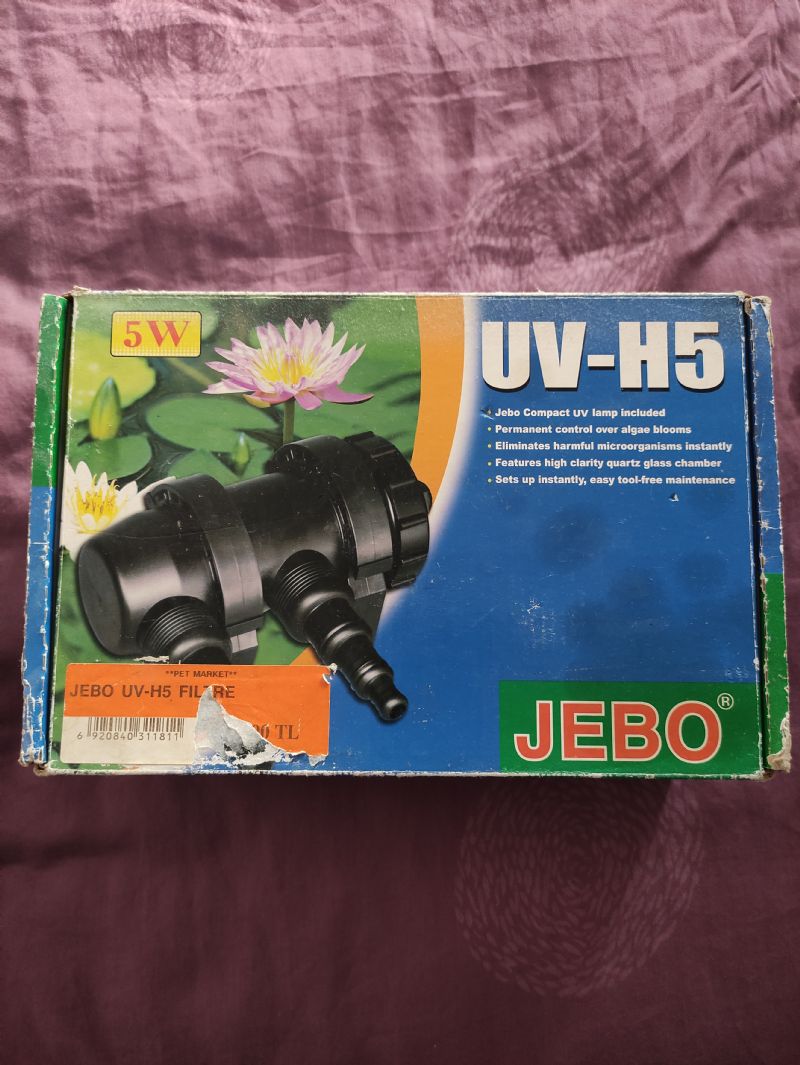 5W
UV-H5
• Jebo Compact UV lamp included
• Permanent control over algae blooms
• Eliminates harmful microorganisms instantly
• Features high clarity quartz glass chamber
• Sets up instantly, easy tool-free maintenance
**PET MARKET**
JEBO UV-H5 FILTRE
6 920840 311811
TL
JEBO®